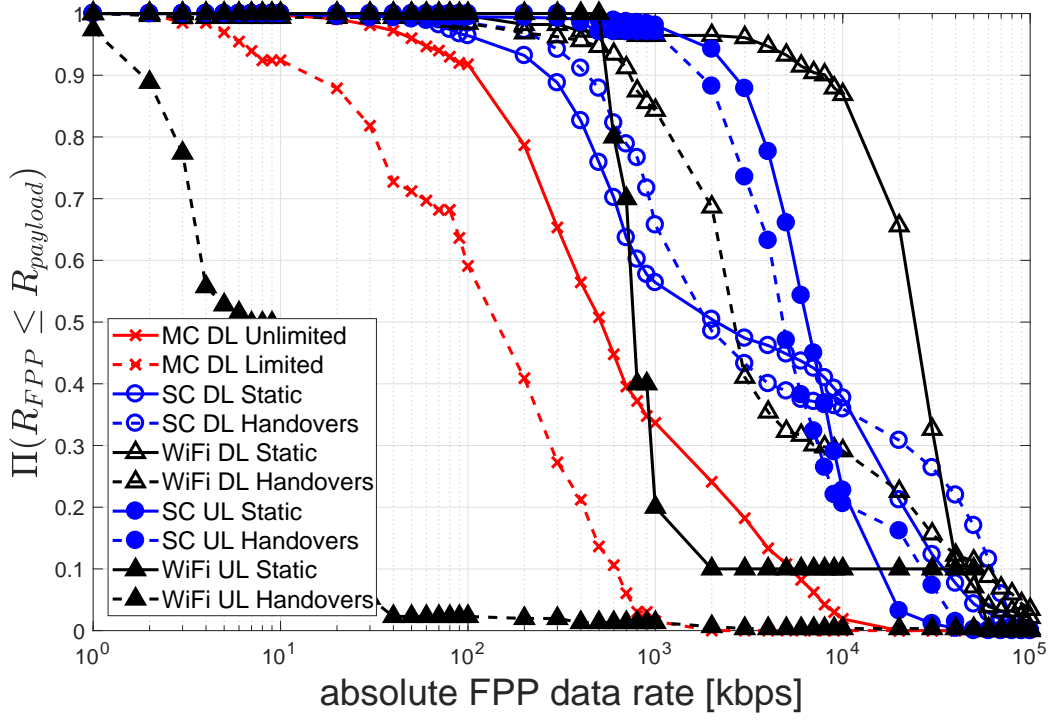 1
0.9
0.8
0.7
0.6
0.5
0.4
0.3
0.2
0.1
0
Π(R_FPP ≤ R_payload)
MC DL Unlimited
MC DL Limited
SC DL Static
SC DL Handovers
WiFi DL Static
WiFi DL Handovers
SC UL Static
SC UL Handovers
WiFi UL Static
WiFi UL Handovers
10^0 10^1 10^2 10^3 10^4 10^5
absolute FPP data rate [kbps]